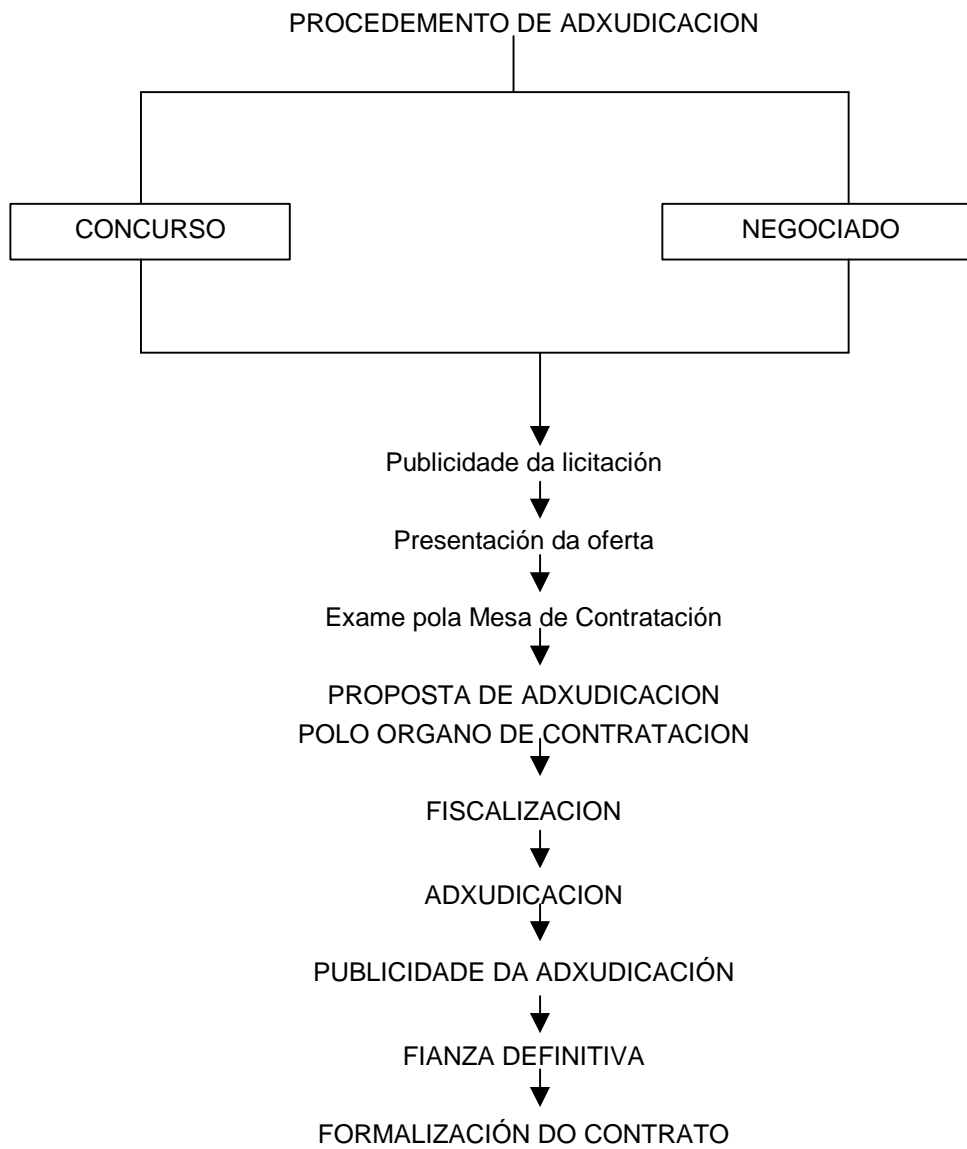 PROCEDEMENTO DE ADXUDICACION
CONCURSO
NEGOCIADO
Publicidade da licitación
Presentación da oferta
Exame pola Mesa de Contratación
PROPOSTA DE ADXUDICACION
POLO ORGANO DE CONTRATACION
FISCALIZACION
ADXUDICACION
PUBLICIDADE DA ADXUDICACIÓN
FIANZA DEFINITIVA
FORMALIZACIÓN DO CONTRATO